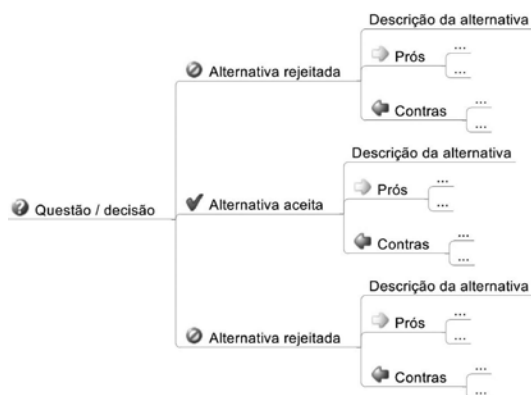 Descrição da alternativa
Prós
...
...
Alternativa rejeitada
Contras
...
...
Descrição da alternativa
Prós
...
...
Questão / decisão
Alternativa aceita
Contras
...
...
Descrição da alternativa
Prós
...
...
Alternativa rejeitada
Contras
...
...